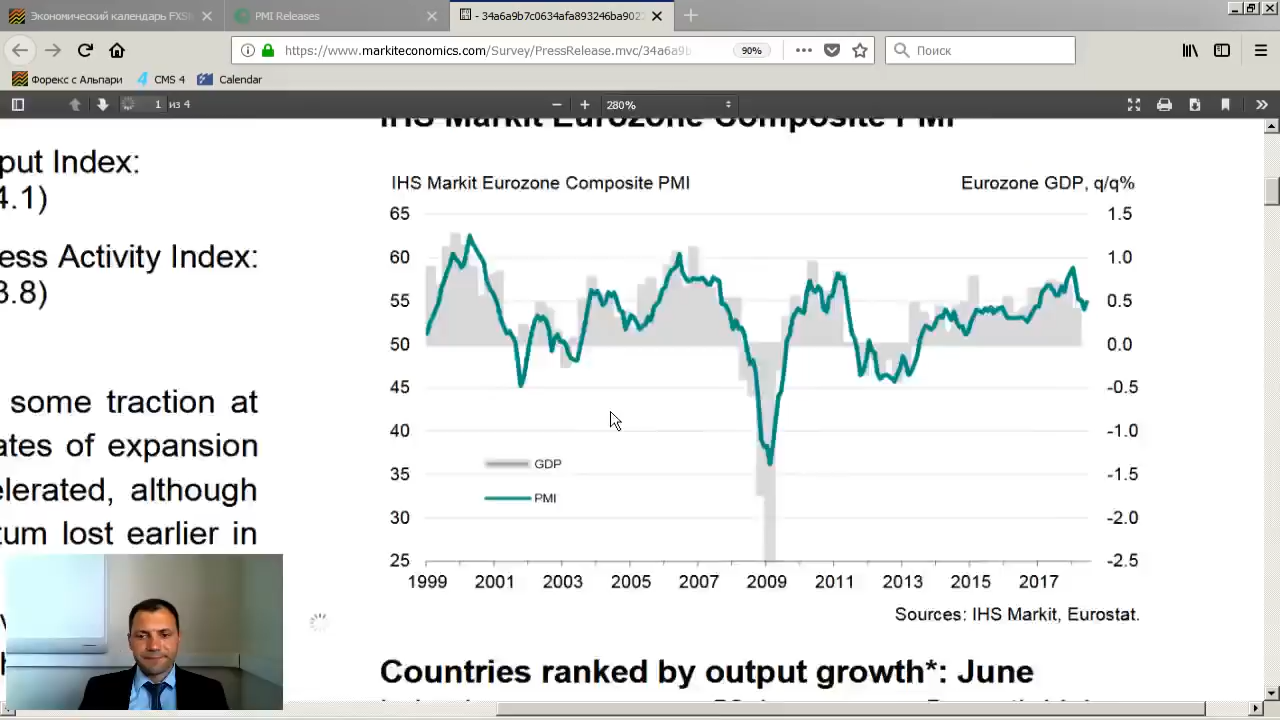 Экономический календарь FXS
PMI Releases
- 34a6a9b7c0634afa893246ba902
https://www.markiteconomics.com/Survey/PressRelease.mvc/34a6a9b
90%
Поиск
Форекс с Альпари
CMS 4
Calendar
1 из 4
280%
IHS Markit Eurozone Composite PMI
put Index:
4.1)
ess Activity Index:
3.8)
some traction at
ates of expansion
elerated, although
tum lost earlier in
IHS Markit Eurozone Composite PMI
Eurozone GDP, q/q%
65
60
55
50
45
40
35
30
25
1.5
1.0
0.5
0.0
-0.5
-1.0
-1.5
-2.0
-2.5
GDP
PMI
1999 2001 2003 2005 2007 2009 2011 2013 2015 2017
Sources: IHS Markit, Eurostat.
Countries ranked by output growth*: June